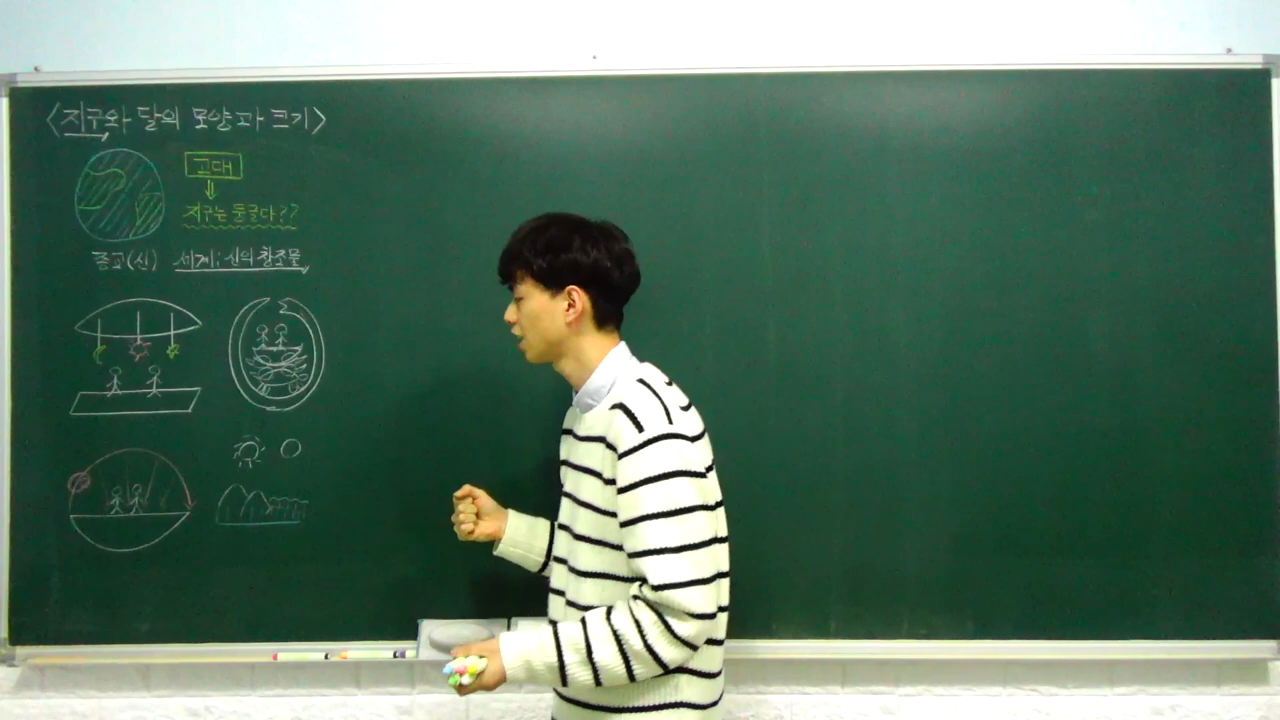 <지구와 달의 모양과 크기>
고대
지구는 둥글다??
종교(신) 세계: 신의 창조물